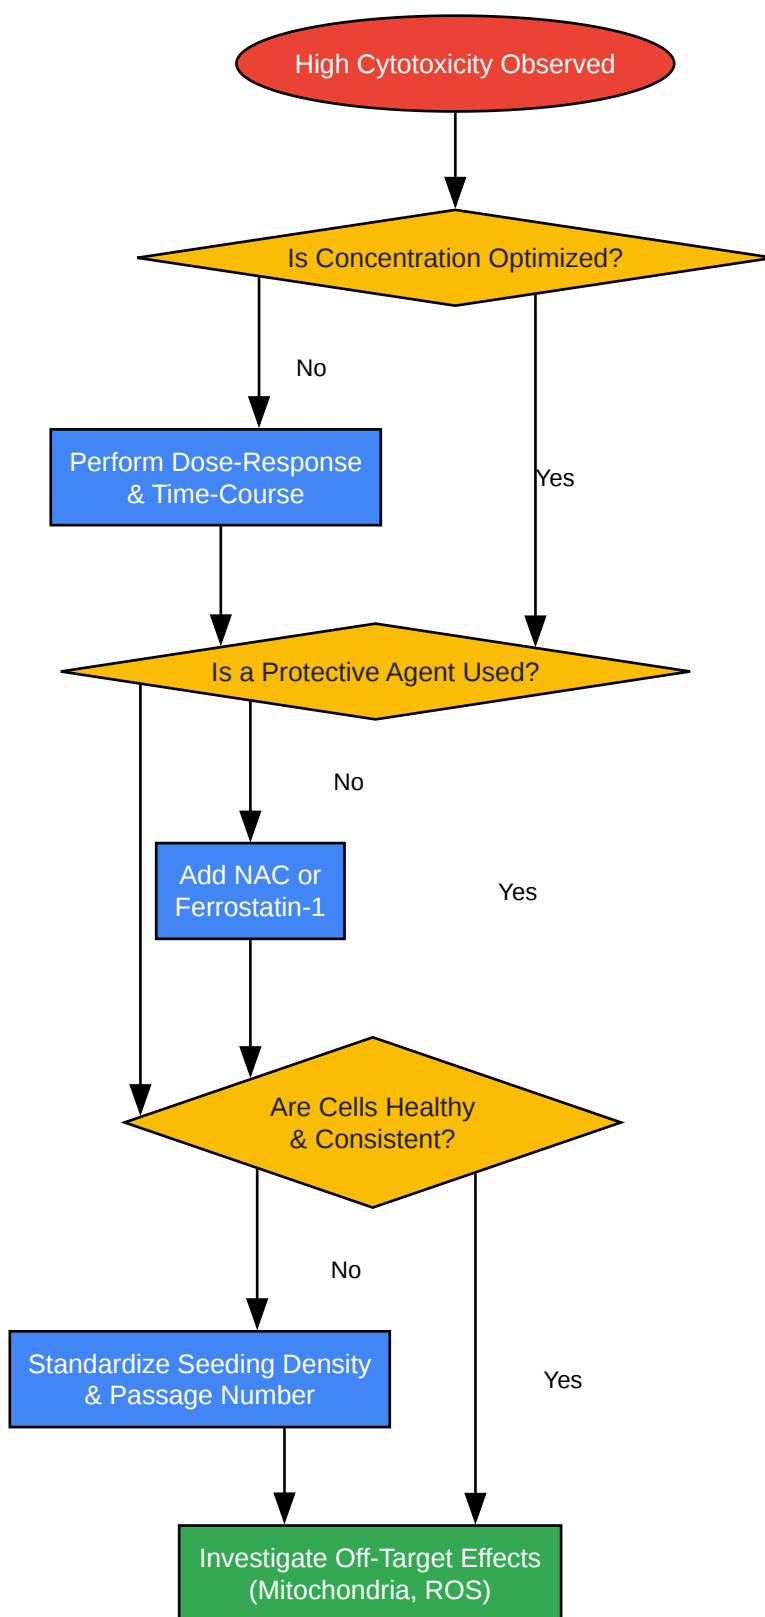 High Cytotoxicity Observed
Is Concentration Optimized?
No
Perform Dose-Response
& Time-Course
Yes
Is a Protective Agent Used?
No
Add NAC or
Ferrostatin-1
Yes
Are Cells Healthy
& Consistent?
No
Standardize Seeding Density
& Passage Number
Yes
Investigate Off-Target Effects
(Mitochondria, ROS)